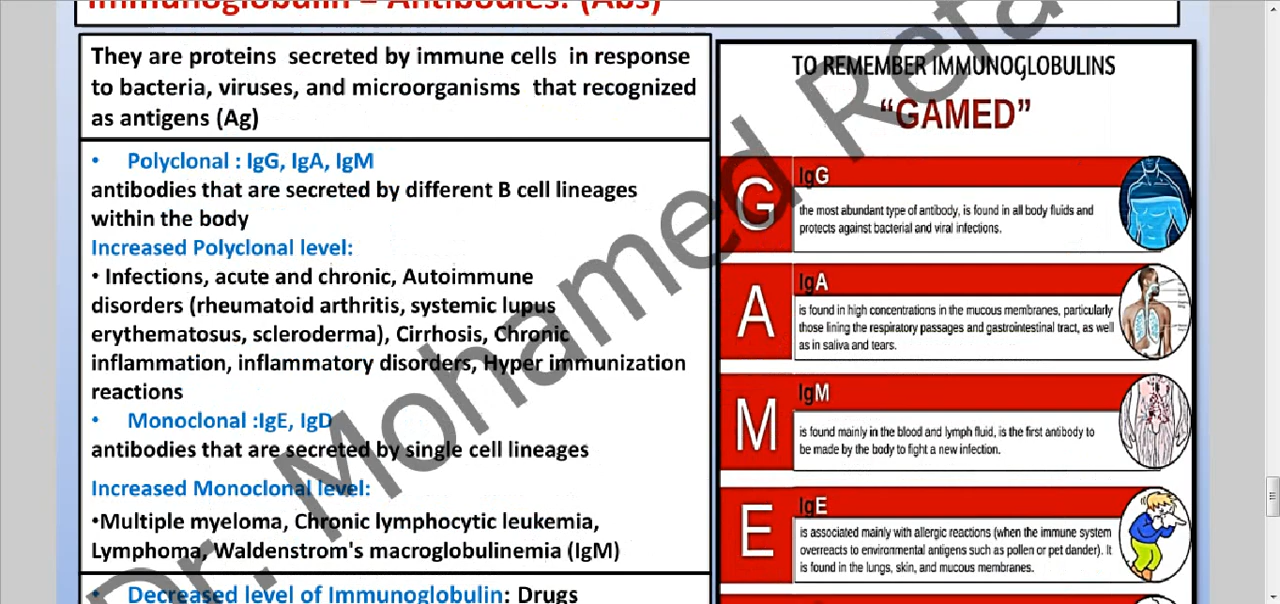 Immunoglobulin = Antibodies: (Abs)
They are proteins secreted by immune cells in response
to bacteria, viruses, and microorganisms that recognized
as antigens (Ag)
• Polyclonal : IgG, IgA, IgM
antibodies that are secreted by different B cell lineages
within the body
Increased Polyclonal level:
• Infections, acute and chronic, Autoimmune
disorders (rheumatoid arthritis, systemic lupus
erythematosus, scleroderma), Cirrhosis, Chronic
inflammation, inflammatory disorders, Hyper immunization
reactions
• Monoclonal :IgE, IgD
antibodies that are secreted by single cell lineages
Increased Monoclonal level:
•Multiple myeloma, Chronic lymphocytic leukemia,
Lymphoma, Waldenstrom's macroglobulinemia (IgM)
• Decreased level of Immunoglobulin: Drugs
TO REMEMBER IMMUNOGLOBULINS
"GAMED"
G
IgG
the most abundant type of antibody, is found in all body fluids and
protects against bacterial and viral infections.
A
IgA
is found in high concentrations in the mucous membranes, particularly
those lining the respiratory passages and gastrointestinal tract, as well
as in saliva and tears.
M
IgM
is found mainly in the blood and lymph fluid, is the first antibody to
be made by the body to fight a new infection.
E
IgE
is associated mainly with allergic reactions (when the immune system
overreacts to environmental antigens such as pollen or pet dander). It
is found in the lungs, skin, and mucous membranes.
Dr. Mohamed